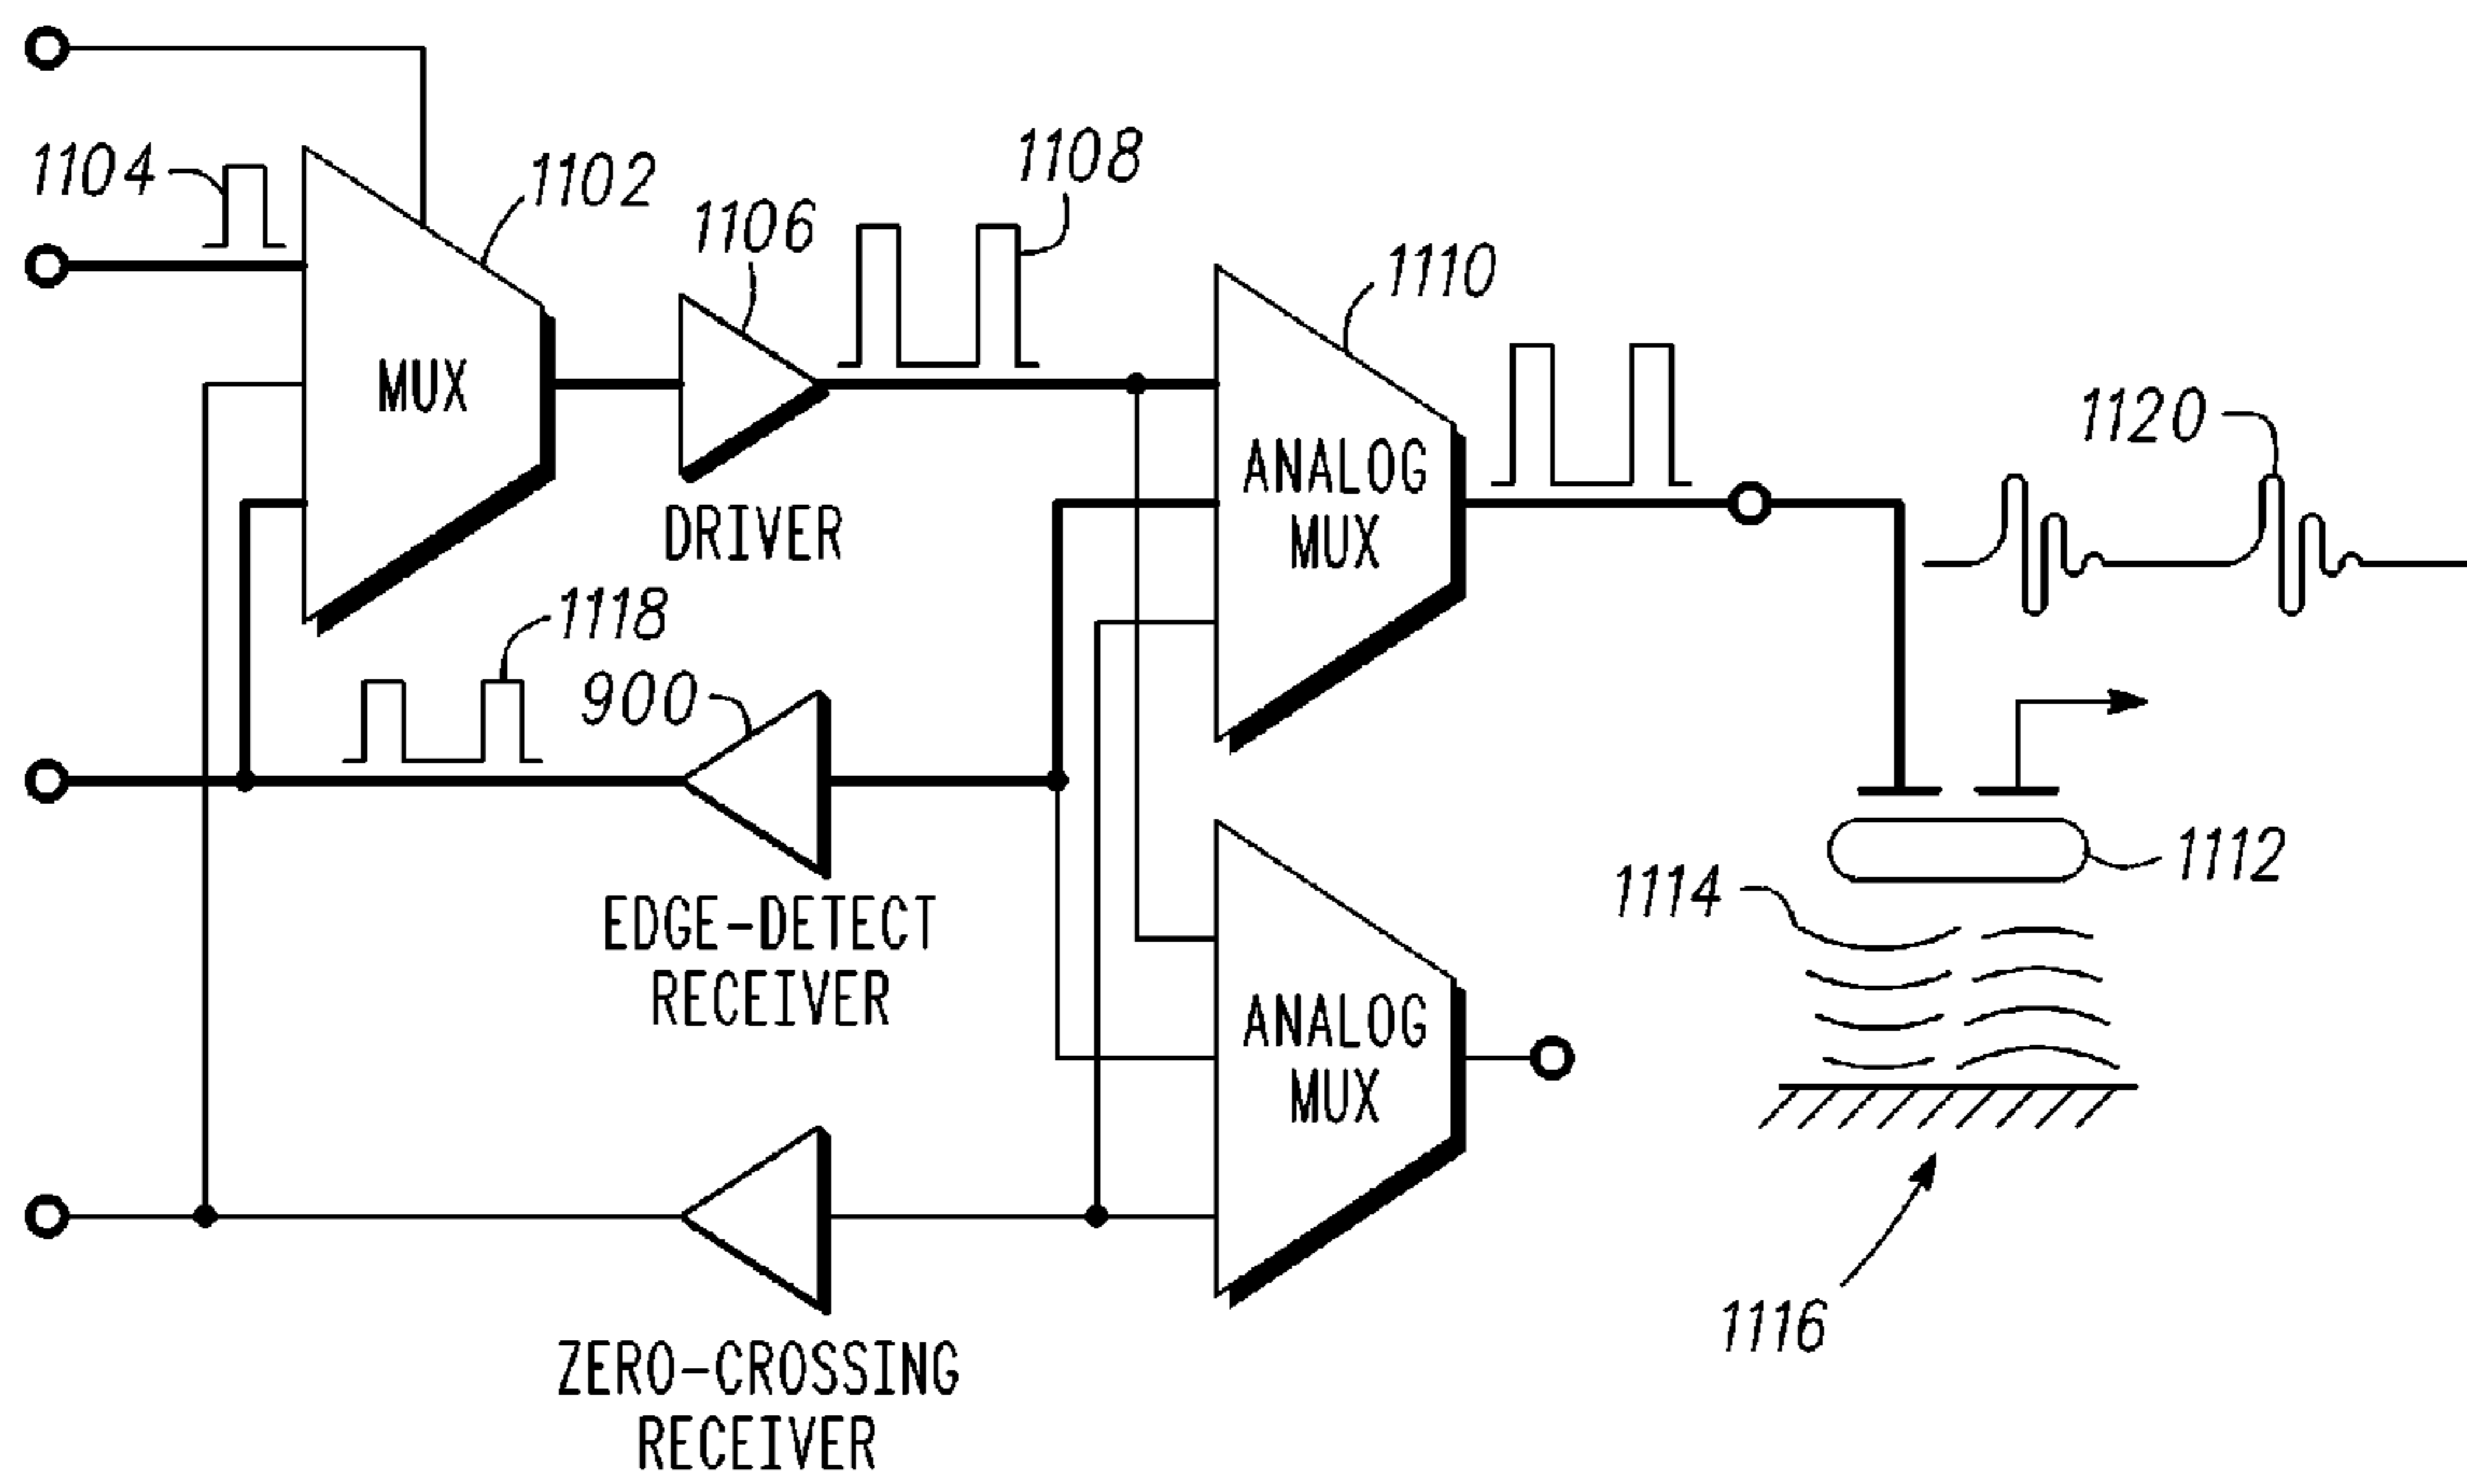 1104
1102
1106
1108
1110
MUX
DRIVER
ANALOG
MUX
1120
1118
900
EDGE-DETECT
RECEIVER
1112
1114
ANALOG
MUX
1116
ZERO-CROSSING
RECEIVER